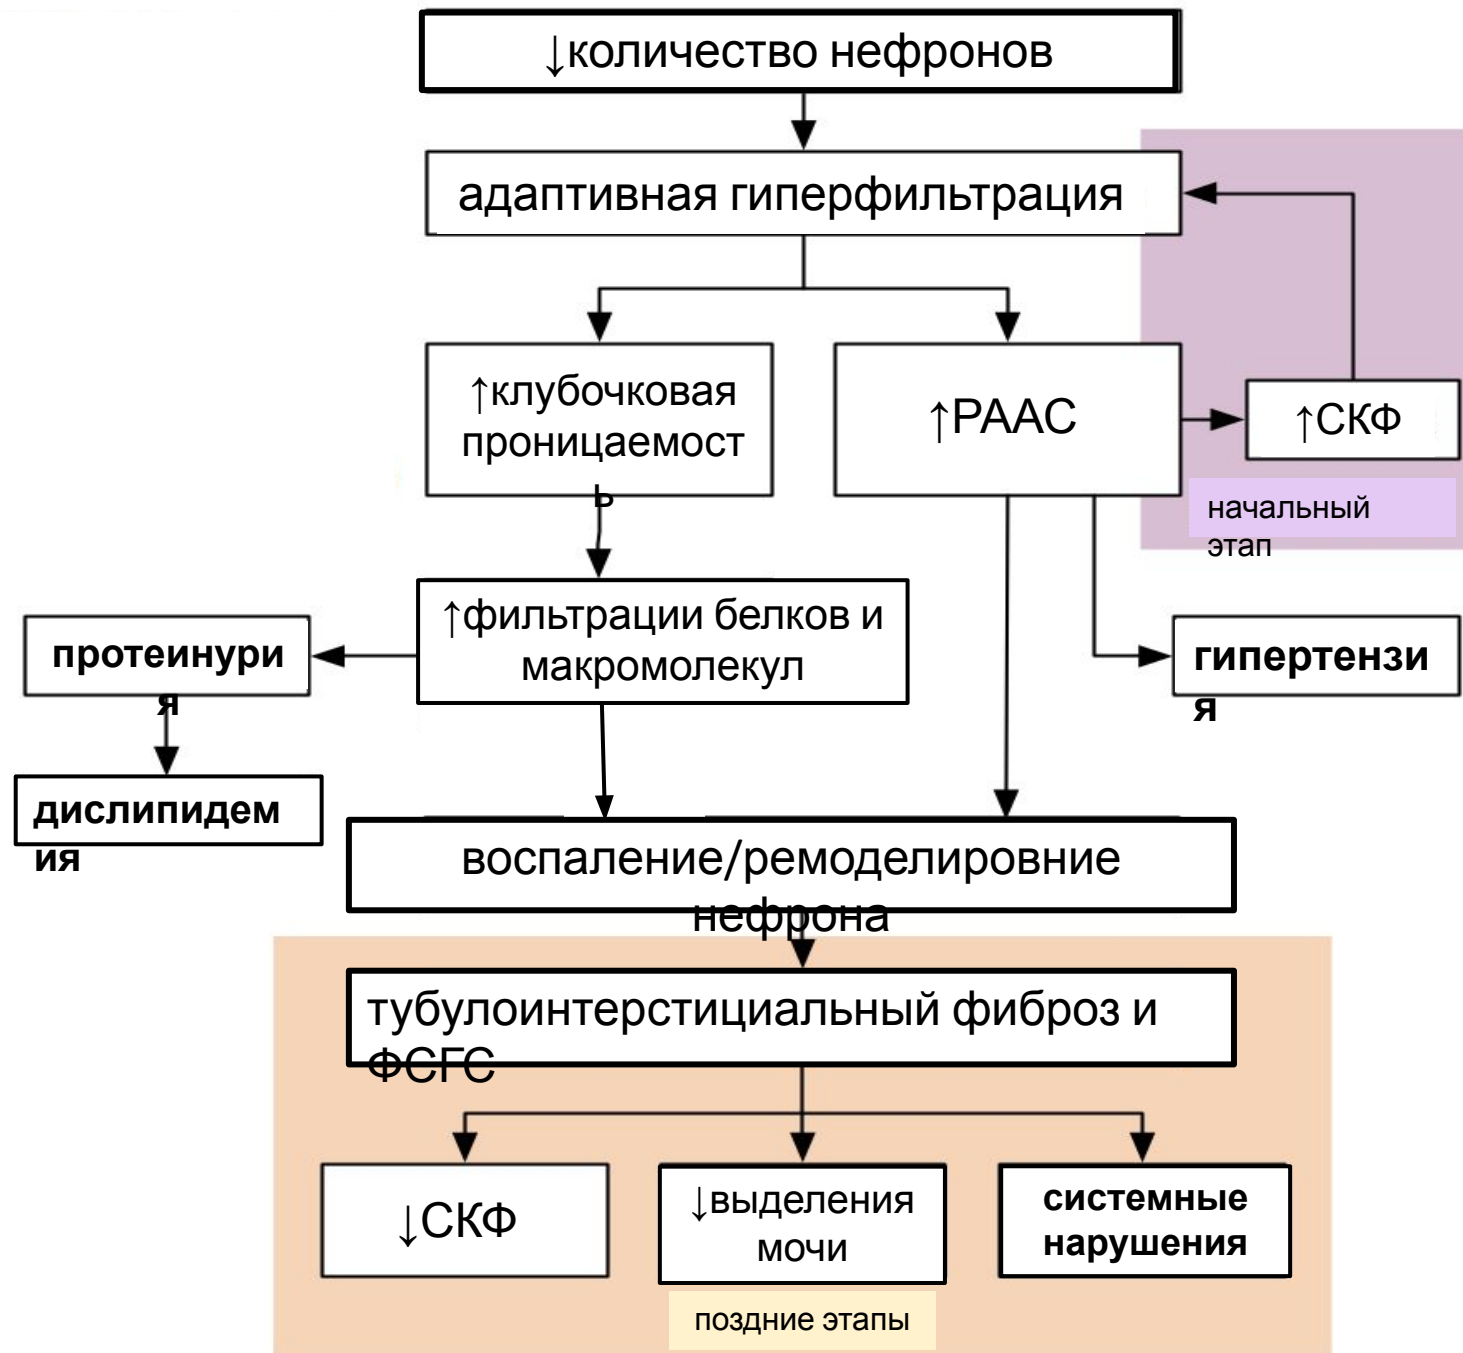 ↓количество нефронов
адаптивная гиперфильтрация
↑клубочковая
проницаемост
ь
↑РААС
↑СКФ
начальный
этап
↑фильтрации белков и
макромолекул
протеинури
я
гипертензи
я
дислипидем
ия
воспаление/ремоделировние
нефрона
тубулоинтерстициальный фиброз и
ФСГС
↓СКФ
↓выделения
мочи
системные
нарушения
поздние этапы